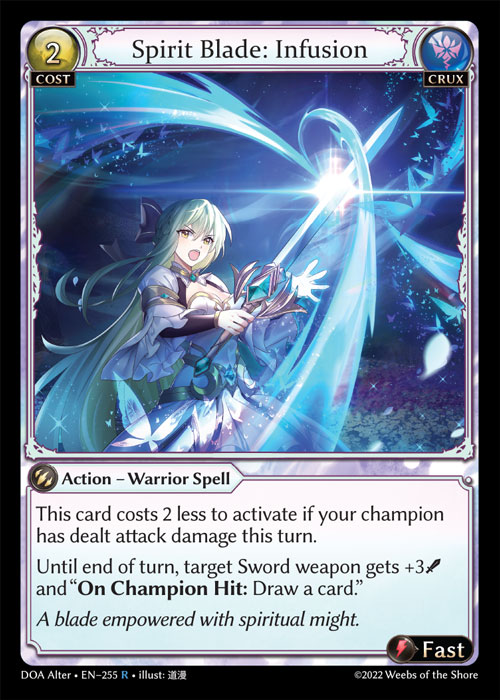 2
Spirit Blade: Infusion
COST
CRUX
Action – Warrior Spell
This card costs 2 less to activate if your champion
has dealt attack damage this turn.
Until end of turn, target Sword weapon gets +3
and “On Champion Hit: Draw a card.”
A blade empowered with spiritual might.
Fast
DOA Alter • EN–255 R • illust: 道漫
©2022 Weebs of the Shore